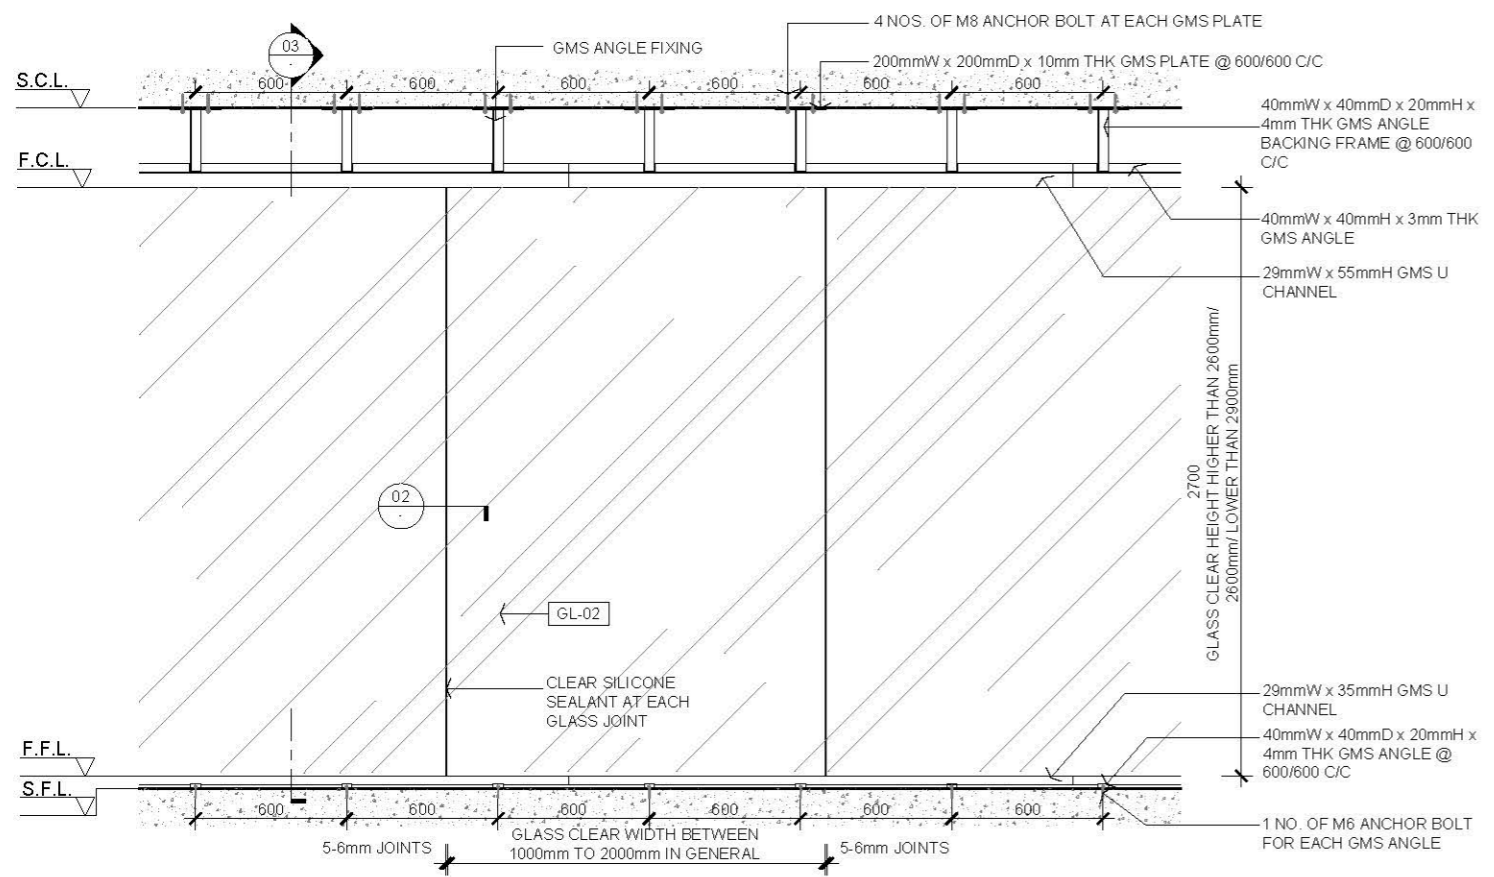 4 NOS. OF M8 ANCHOR BOLT AT EACH GMS PLATE
03
GMS ANGLE FIXING
200mmW x 200mmD x 10mm THK GMS PLATE @ 600/600 C/C
S.C.L.
600
600
600
600
600
600
40mmW x 40mmD x 20mmH x
4mm THK GMS ANGLE
BACKING FRAME @ 600/600
C/C
F.C.L.
40mmW x 40mmH x 3mm THK
GMS ANGLE
29mmW x 55mmH GMS U
CHANNEL
2700
GLASS CLEAR HEIGHT HIGHER THAN 2600mm/
2600mm/ LOWER THAN 2900mm
02
GL-02
CLEAR SILICONE
SEALANT AT EACH
GLASS JOINT
29mmW x 35mmH GMS U
CHANNEL
40mmW x 40mmD x 20mmH x
4mm THK GMS ANGLE @
600/600 C/C
F.F.L.
S.F.L.
600
600
600
600
600
600
1 NO. OF M6 ANCHOR BOLT
FOR EACH GMS ANGLE
5-6mm JOINTS
GLASS CLEAR WIDTH BETWEEN
1000mm TO 2000mm IN GENERAL
5-6mm JOINTS